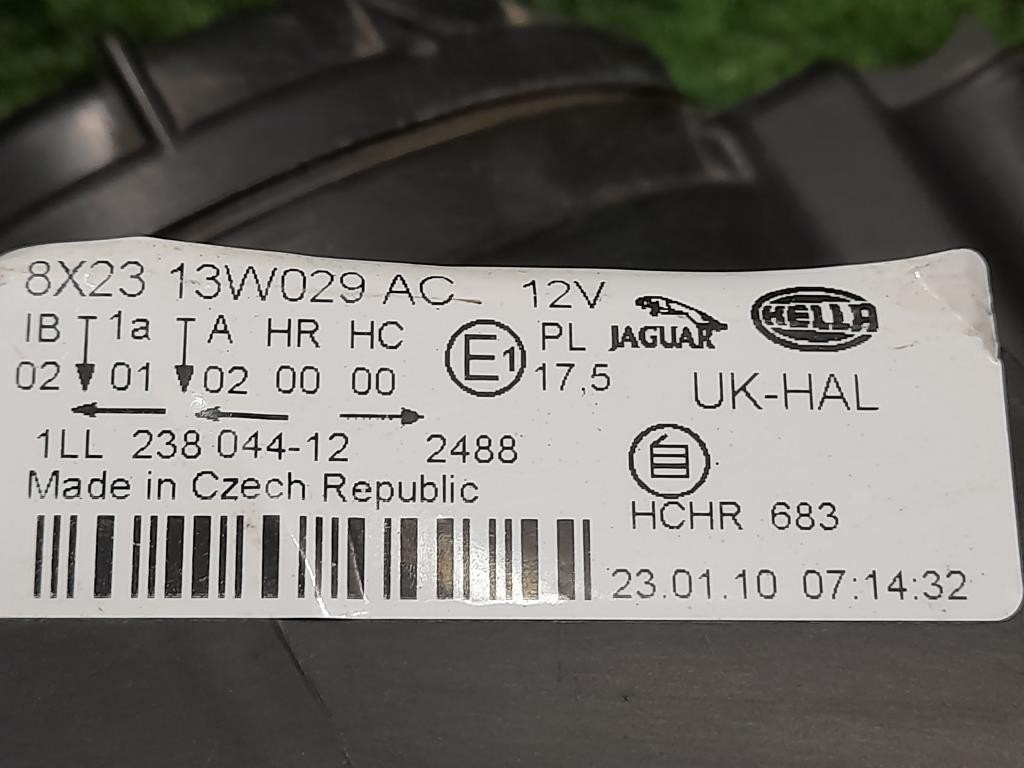 8X23 13W029 AC 12V
IB 1a A HR HC
02 01 02 00 00
E1
PL
17,5
JAGUAR
HELLA
UK-HAL
1LL 238 044-12 2488
Made in Czech Republic
HCHR 683
23.01.10 07:14:32